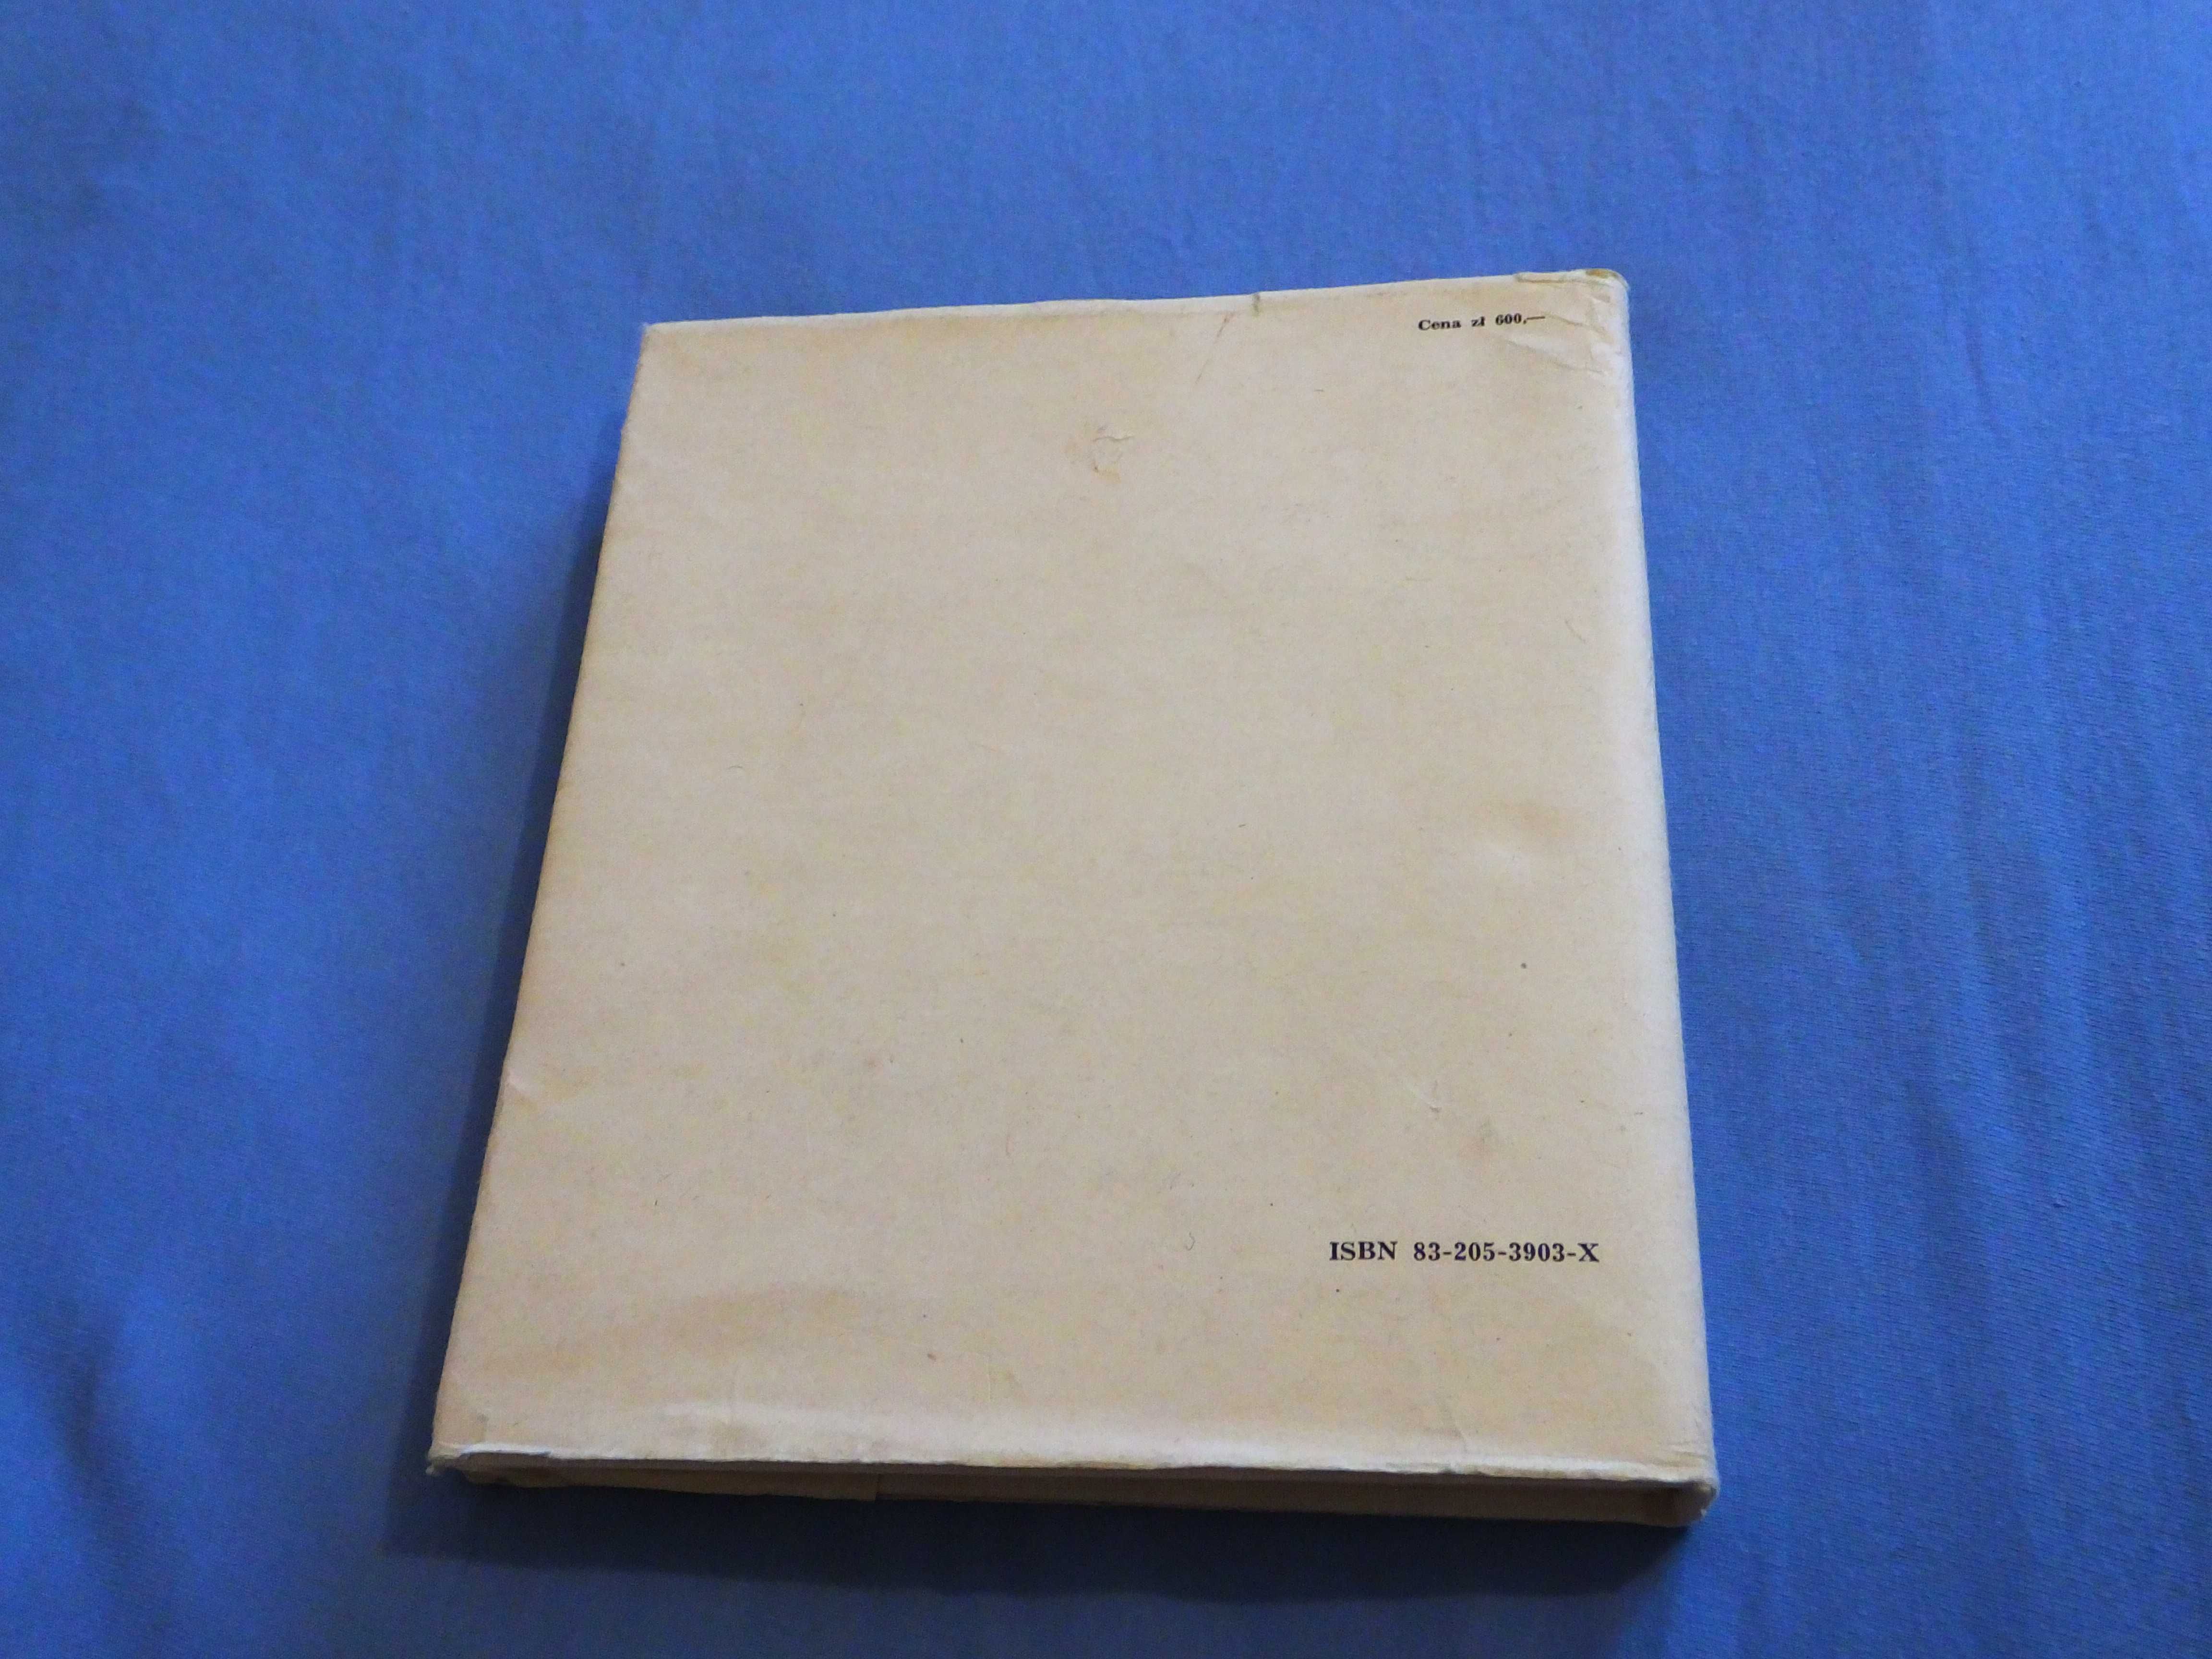 Cena zł 600,—
ISBN 83-205-3903-X